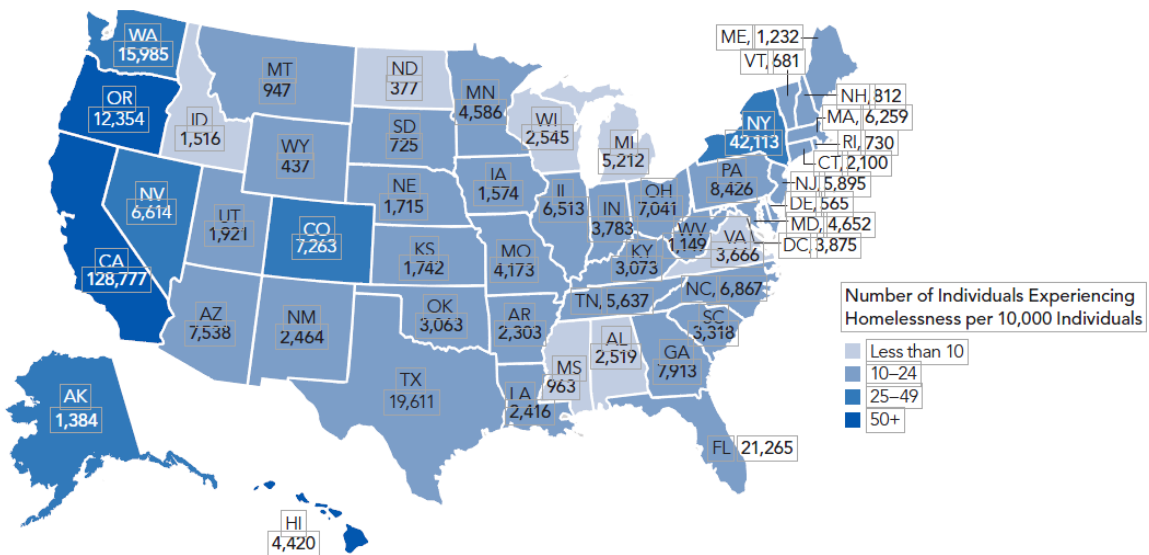 WA
15,985
OR
12,354
ID
1,516
MT
947
ND
377
MN
4,586
WI
2,545
MI
5,212
NY
42,113
ME, 1,232
VT, 681
NH, 812
MA, 6,259
RI, 730
CT, 2,100
NJ, 5,895
DE, 565
MD, 4,652
DC, 3,875
WY
437
SD
725
NE
1,715
IA
1,574
IL
6,513
IN
3,783
OH
7,041
PA
8,426
NV
6,614
UT
1,921
CO
7,263
CA
128,777
KS
1,742
MO
4,173
KY
3,073
WV
1,149
VA
3,666
AZ
7,538
NM
2,464
OK
3,063
AR
2,303
TN, 5,637
NC, 6,867
SC
3,318
MS
963
AL
2,519
GA
7,913
TX
19,611
LA
2,416
FL 21,265
AK
1,384
HI
4,420
Number of Individuals Experiencing
Homelessness per 10,000 Individuals
Less than 10
10–24
25–49
50+